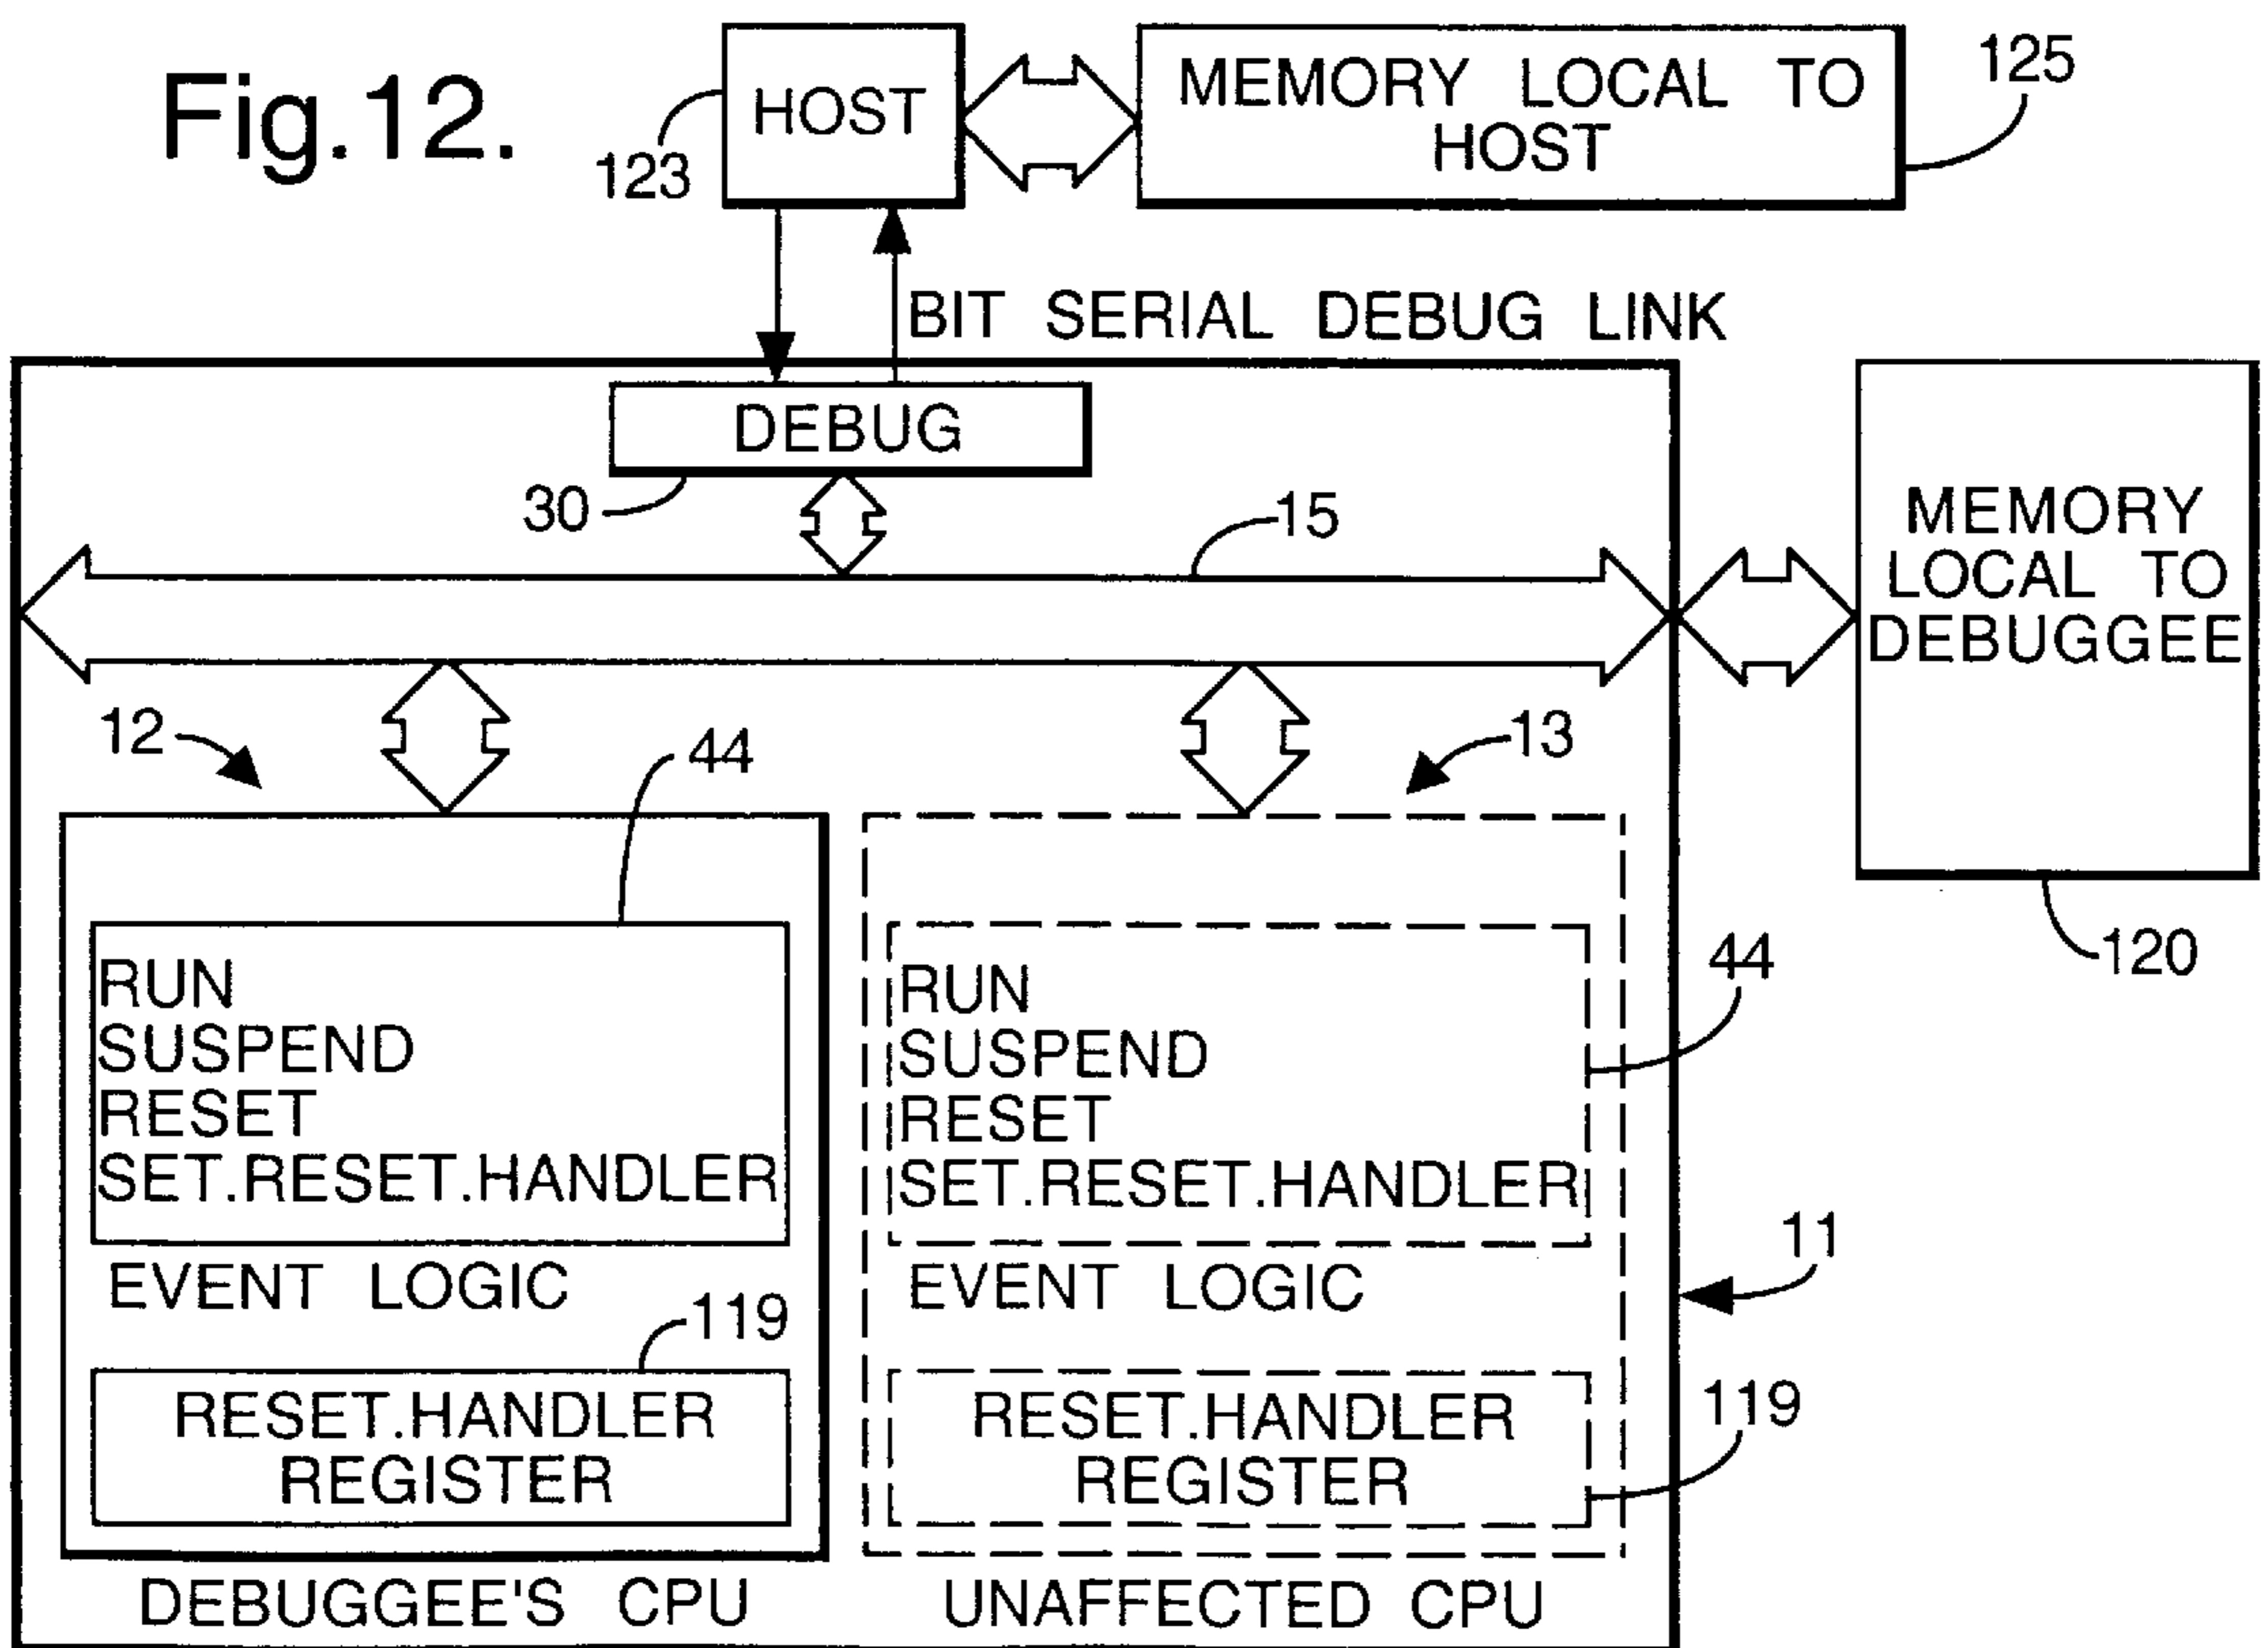 Fig.12.
HOST
123
MEMORY LOCAL TO
HOST
125
BIT SERIAL DEBUG LINK
DEBUG
30
15
MEMORY
LOCAL TO
DEBUGGEE
120
12
44
13
RUN
SUSPEND
RESET
SET.RESET.HANDLER
EVENT LOGIC
119
RESET.HANDLER
REGISTER
DEBUGGEE'S CPU
RUN
SUSPEND
RESET
SET.RESET.HANDLER
44
EVENT LOGIC
11
RESET.HANDLER
REGISTER
119
UNAFFECTED CPU